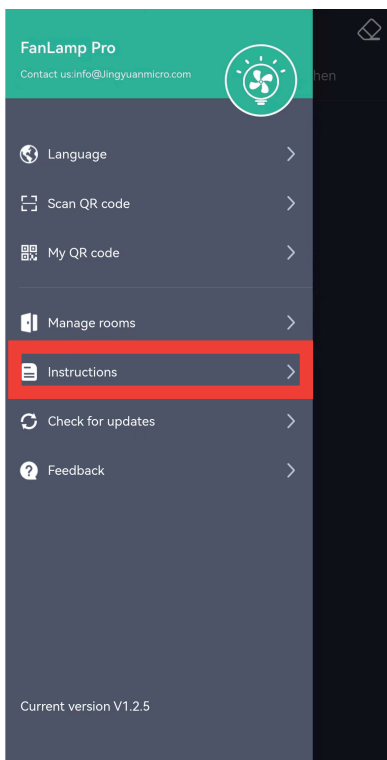 FanLamp Pro
Contact us:info@Jingyuanmicro.com
hen
Language
Scan QR code
My QR code
Manage rooms
Instructions
Check for updates
Feedback
Current version V1.2.5